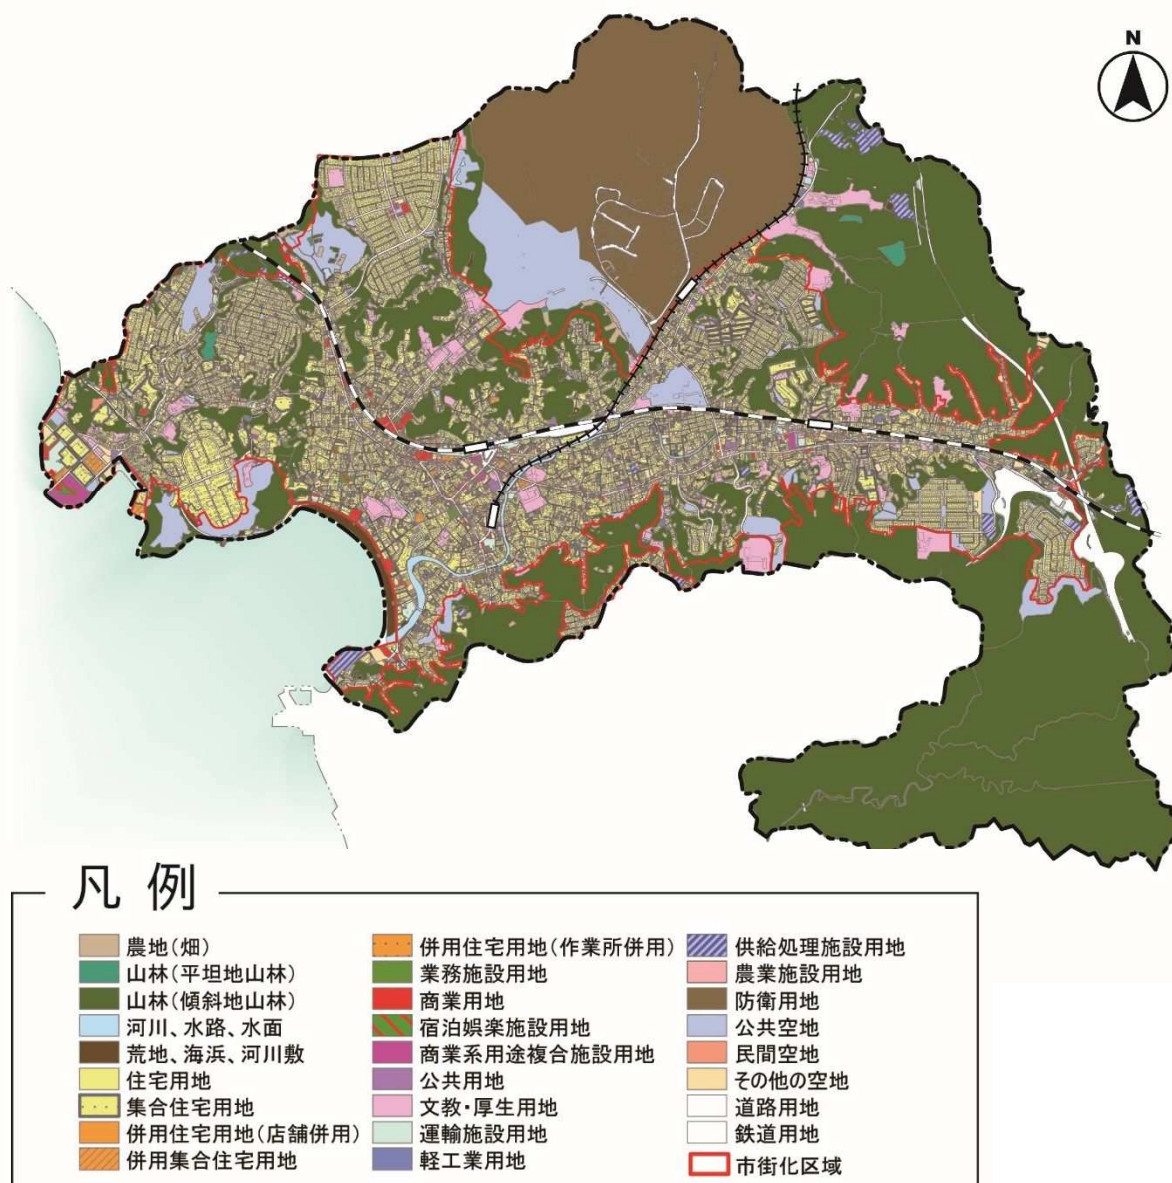 N
凡 例
農地(畑)
山林(平坦地山林)
山林(傾斜地山林)
河川、水路、水面
荒地、海浜、河川敷
住宅用地
集合住宅用地
併用住宅用地(店舗併用)
併用集合住宅用地
併用住宅用地(作業所併用)
業務施設用地
商業用地
宿泊娯楽施設用地
商業系用途複合施設用地
公共用地
文教・厚生用地
運輸施設用地
軽工業用地
供給処理施設用地
農業施設用地
防衛用地
公共空地
民間空地
その他の空地
道路用地
鉄道用地
市街化区域